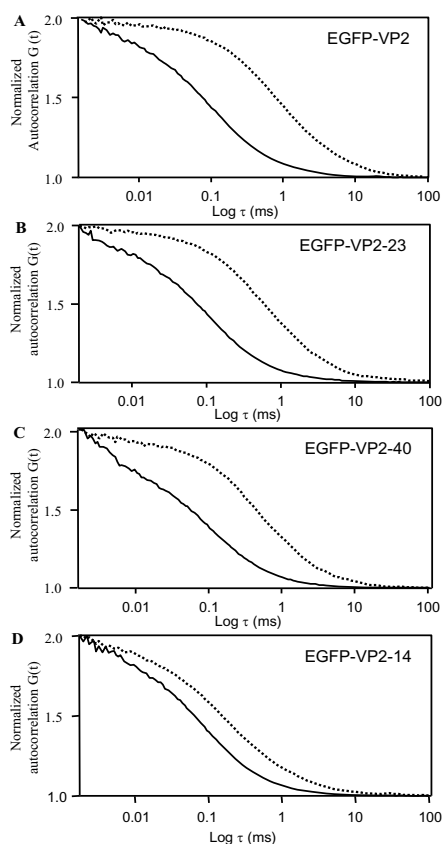 A
2.0
EGFP-VP2
Normalized
Autocorrelation G (t)
1.5
1.0
0.01
0.1
1
10
100
Log τ (ms)
B
2.0
EGFP-VP2-23
Normalized
autocorrelation G(t)
1.5
1.0
0.01
0.1
1
10
100
Log τ (ms)
C
2.0
EGFP-VP2-40
Normalized
autocorrelation G(t)
1.5
1.0
0.01
0.1
1
10
100
Log τ (ms)
D
2.0
EGFP-VP2-14
Normalized
autocorrelation G(t)
1.5
1.0
0.01
0.1
1
10
100
Log τ (ms)